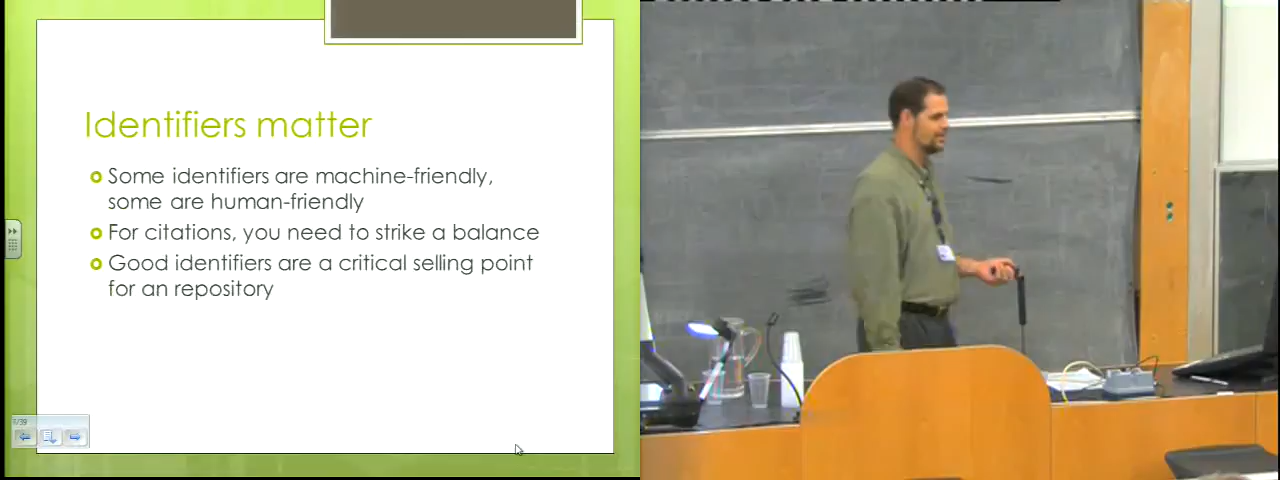 Identifiers matter
Some identifiers are machine-friendly,
some are human-friendly
For citations, you need to strike a balance
Good identifiers are a critical selling point
for an repository